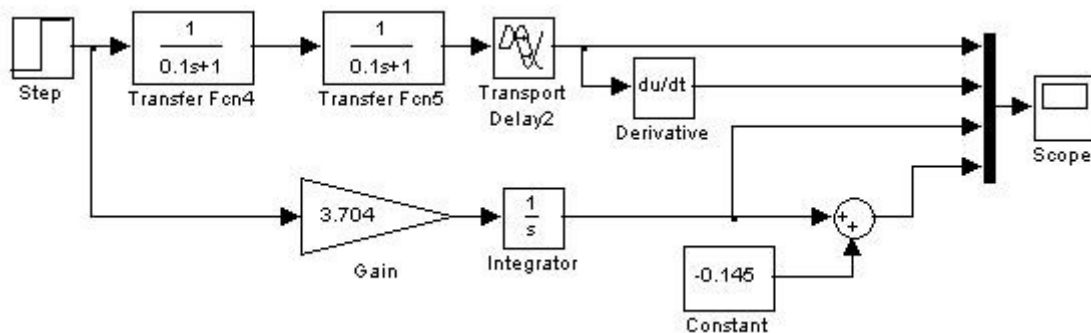 1
0.1s+1
1
0.1s+1
Step
Transfer Fcn4
Transfer Fcn5
Transport
Delay2
du/dt
Derivative
Scope
3.704
Gain
1
s
Integrator
+
+
-0.145
Constant